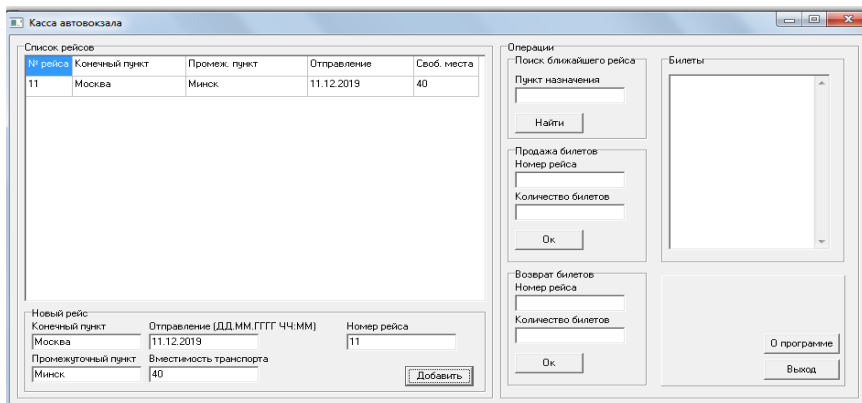 Касса автовокзала
Список рейсов
№ рейса Конечный пункт Промеж. пункт Отправление Своб. места
11 Москва Минск 11.12.2019 40
Новый рейс
Конечный пункт Отправление (ДД.ММ.ГГГГ ЧЧ:ММ) Номер рейса
Москва 11.12.2019 11
Промежуточный пункт Вместимость транспорта
Минск 40 Добавить
Операции
Поиск ближайшего рейса
Пункт назначения
Найти
Продажа билетов
Номер рейса
Количество билетов
Ок
Возврат билетов
Номер рейса
Количество билетов
Ок
Билеты
О программе
Выход